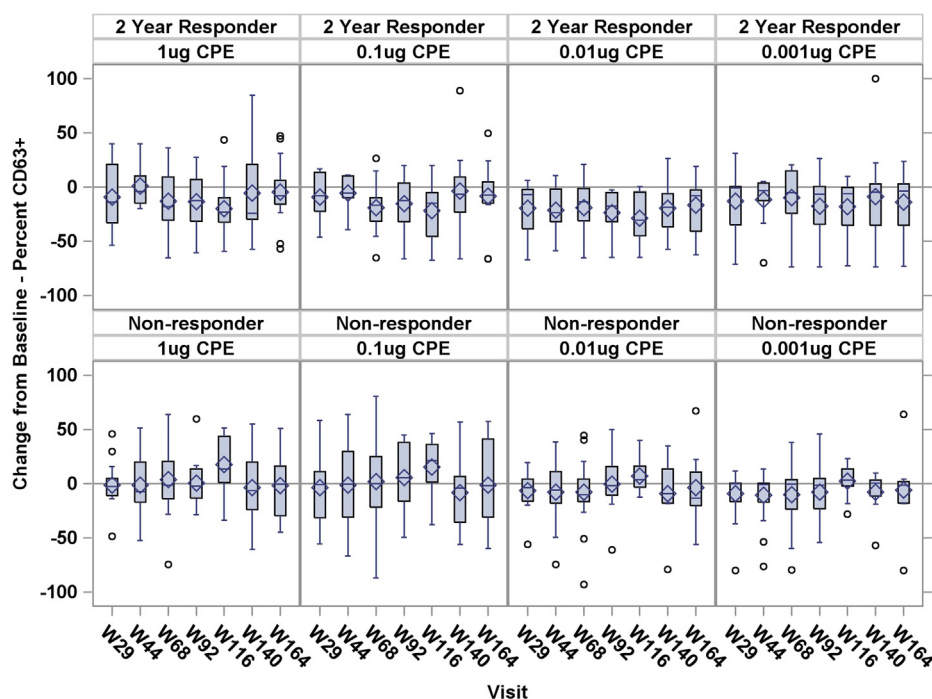 2 Year Responder 2 Year Responder 2 Year Responder 2 Year Responder
1ug CPE 0.1ug CPE 0.01ug CPE 0.001ug CPE
100
50
0
-50
-100
Change from Baseline - Percent CD63+
Non-responder Non-responder Non-responder Non-responder
1ug CPE 0.1ug CPE 0.01ug CPE 0.001ug CPE
100
50
0
-50
-100
W29 W44 W68 W92 W116 W140 W164 W29 W44 W68 W92 W116 W140 W164 W29 W44 W68 W92 W116 W140 W164 W29 W44 W68 W92 W116 W140 W164
Visit